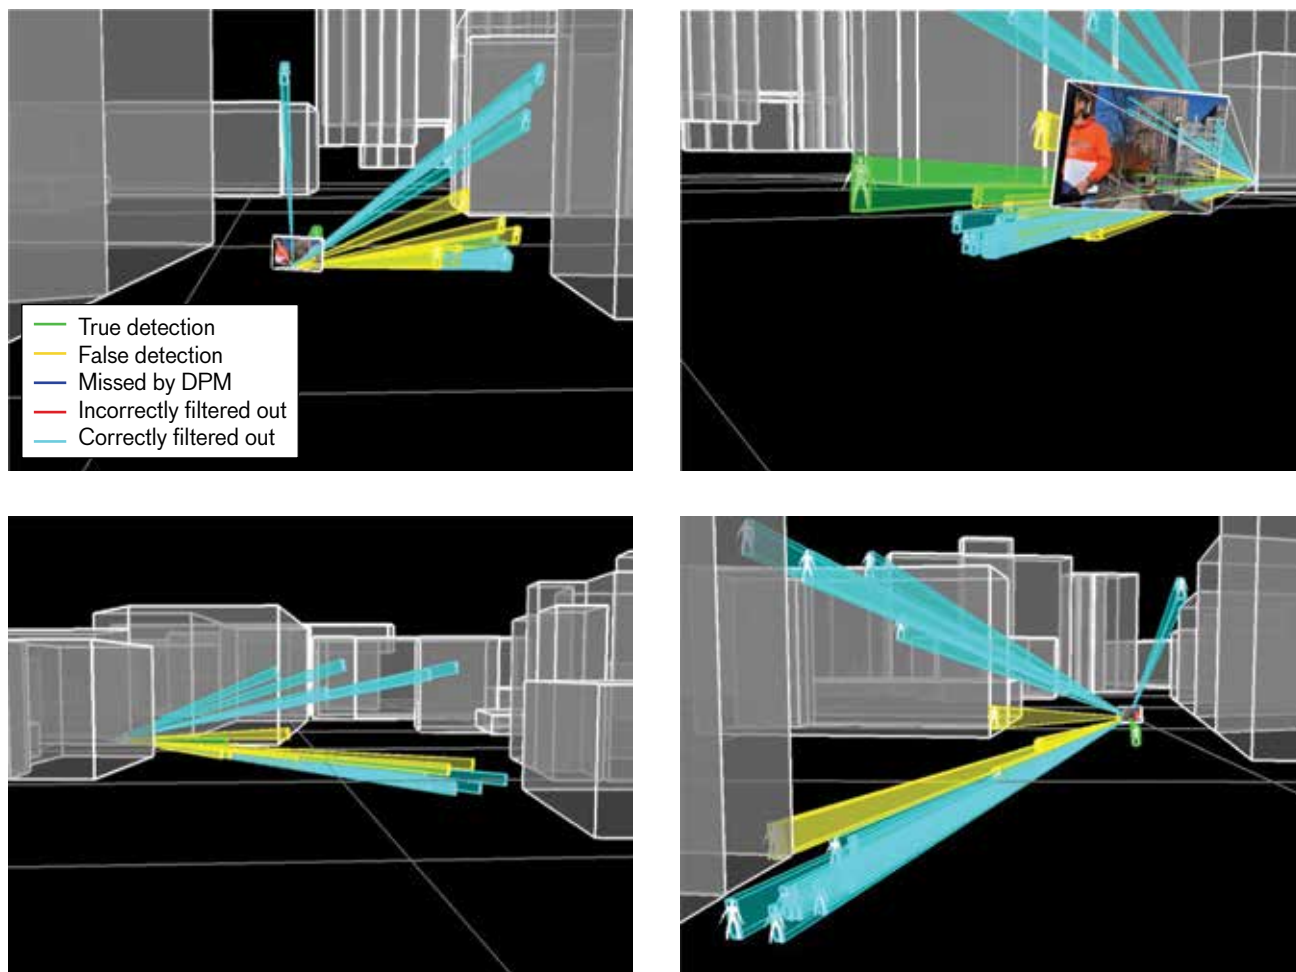 True detection
False detection
Missed by DPM
Incorrectly filtered out
Correctly filtered out